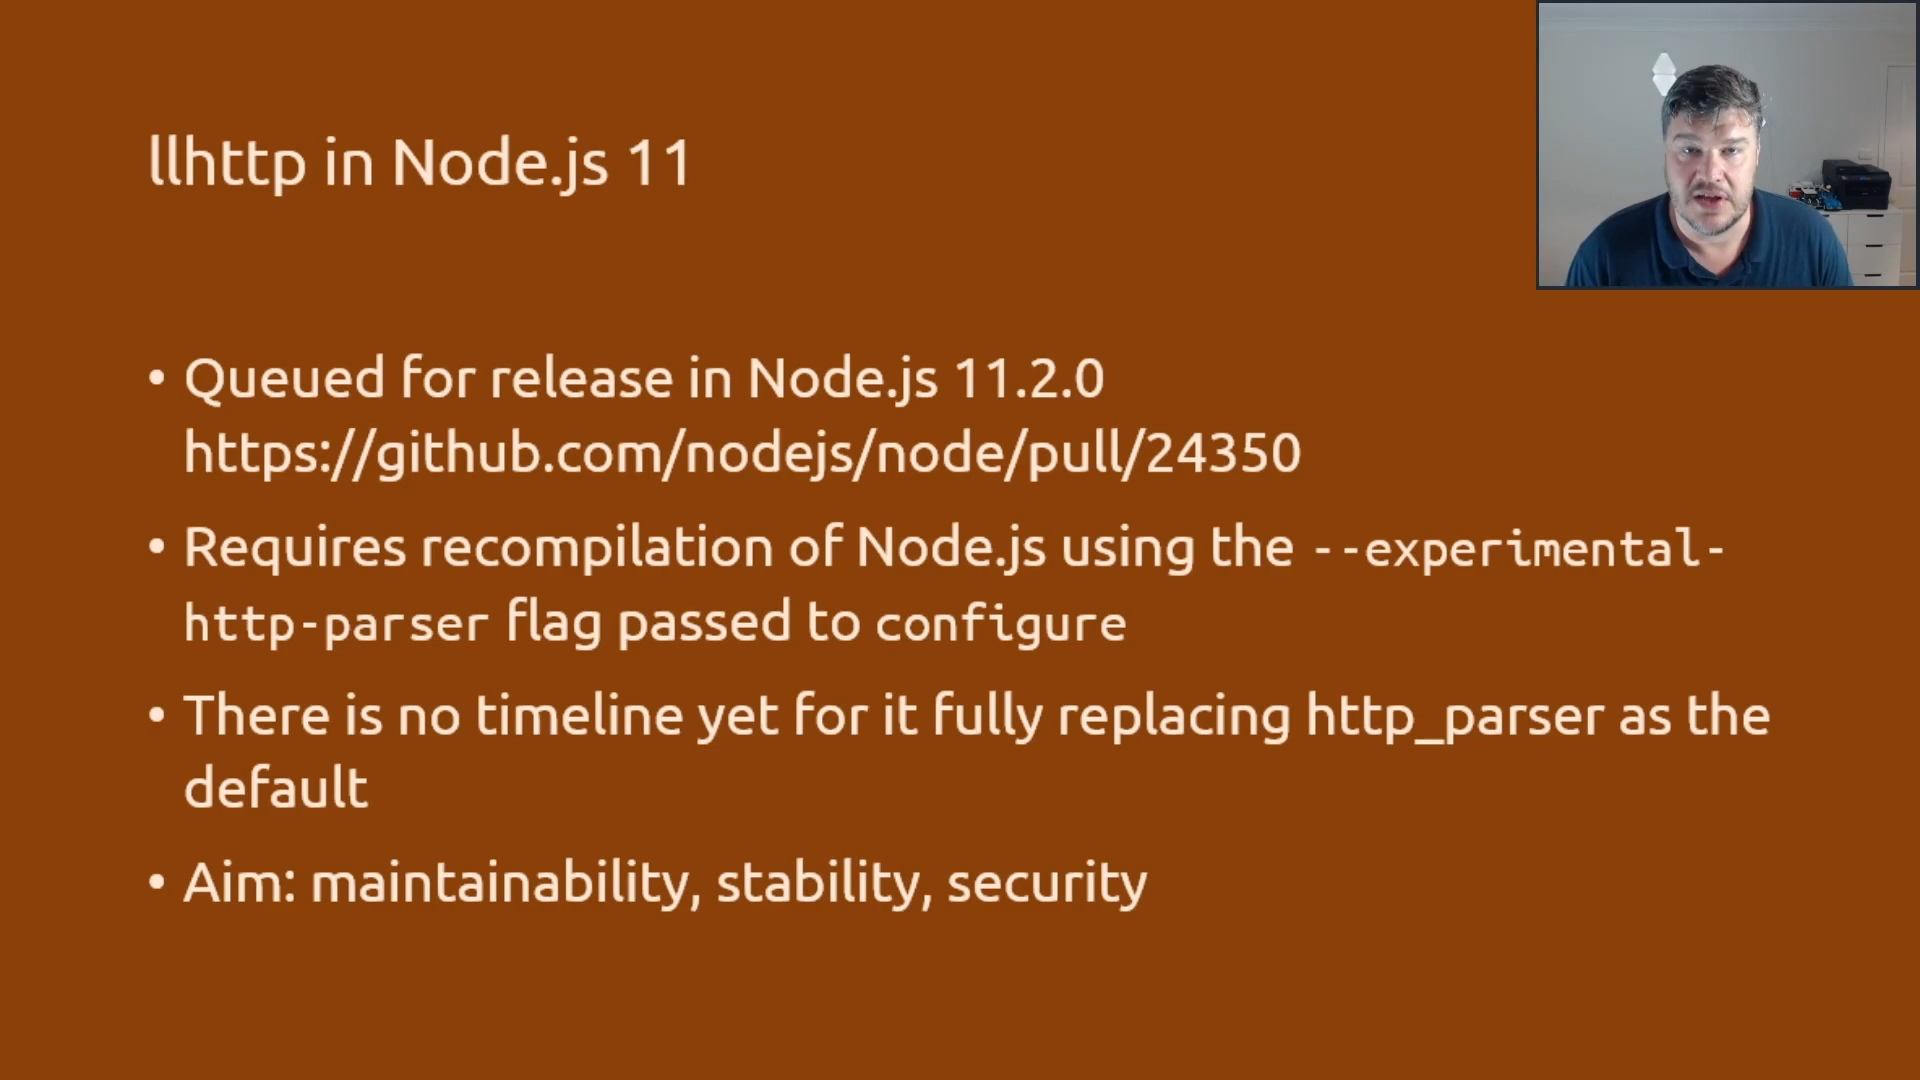 llhttp in Node.js 11
• Queued for release in Node.js 11.2.0
https://github.com/nodejs/node/pull/24350
• Requires recompilation of Node.js using the --experimental-
http-parser flag passed to configure
• There is no timeline yet for it fully replacing http_parser as the
default
• Aim: maintainability, stability, security